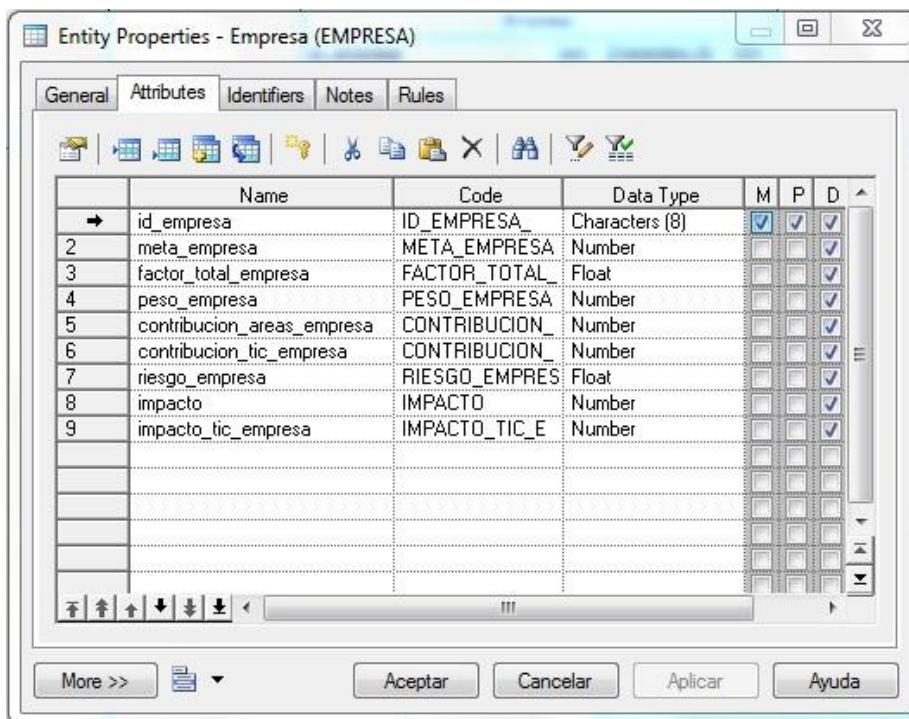 Entity Properties - Empresa (EMPRESA)
General Attributes Identifiers Notes Rules
Name Code Data Type M P D
id_empresa ID_EMPRESA_ Characters (8)
2 meta_empresa META_EMPRESA Number
3 factor_total_empresa FACTOR_TOTAL_ Float
4 peso_empresa PESO_EMPRESA Number
5 contribucion_areas_empresa CONTRIBUCION_ Number
6 contribucion_tic_empresa CONTRIBUCION_ Number
7 riesgo_empresa RIESGO_EMPRES Float
8 impacto IMPACTO Number
9 impacto_tic_empresa IMPACTO_TIC_E Number
More >> Aceptar Cancelar Aplicar Ayuda